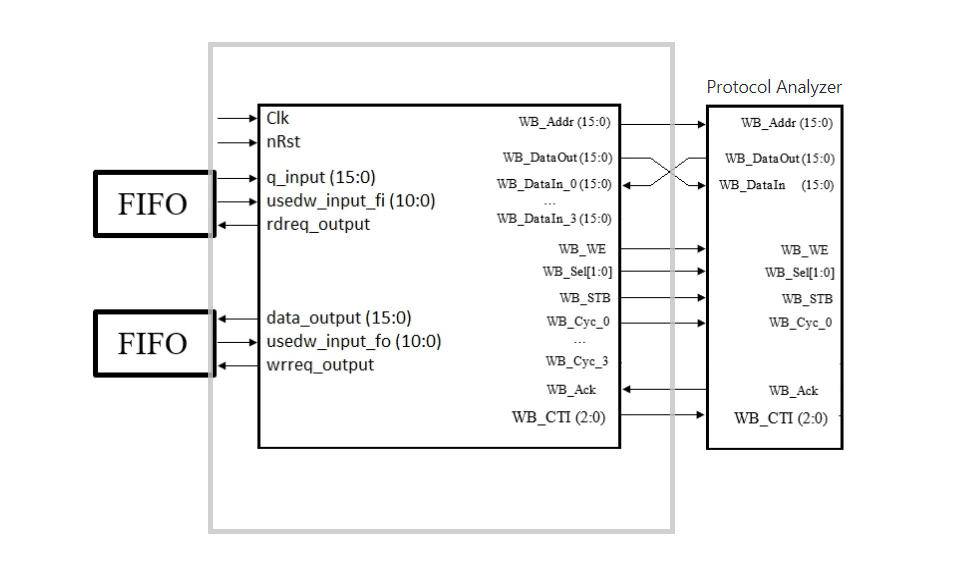 Protocol Analyzer
Clk
nRst
FIFO
q_input (15:0)
usedw_input_fi (10:0)
rdreq_output
FIFO
data_output (15:0)
usedw_input_fo (10:0)
wrreq_output
WB_Addr (15:0)
WB_DataOut (15:0)
WB_DataIn_0 (15:0)
...
WB_DataIn_3 (15:0)
WB_WE
WB_Sel[1:0]
WB_STB
WB_Cyc_0
...
WB_Cyc_3
WB_Ack
WB_CTI (2:0)
WB_Addr (15:0)
WB_DataOut (15:0)
WB_DataIn (15:0)
WB_WE
WB_Sel[1:0]
WB_STB
WB_Cyc_0
WB_Ack
WB_CTI (2:0)